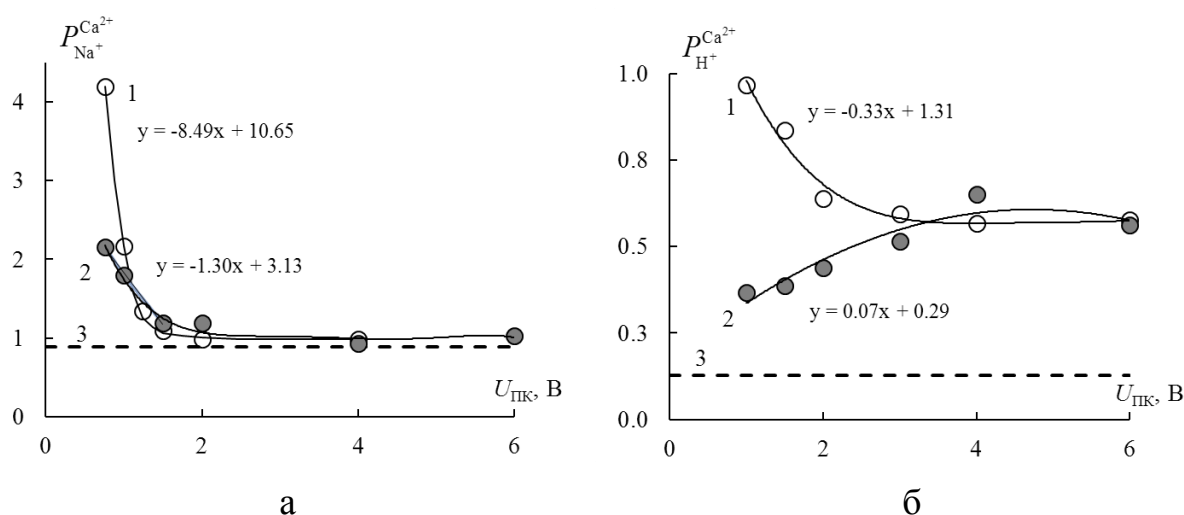 P Ca²⁺ Na⁺
4
3
2
1
0
1
y = -8.49x + 10.65
2
y = -1.30x + 3.13
3
U ПК, В
0 2 4 6
а
P Ca²⁺ H⁺
1.0
0.8
0.5
0.3
0.0
1
y = -0.33x + 1.31
2
y = 0.07x + 0.29
3
U ПК, В
0 2 4 6
б